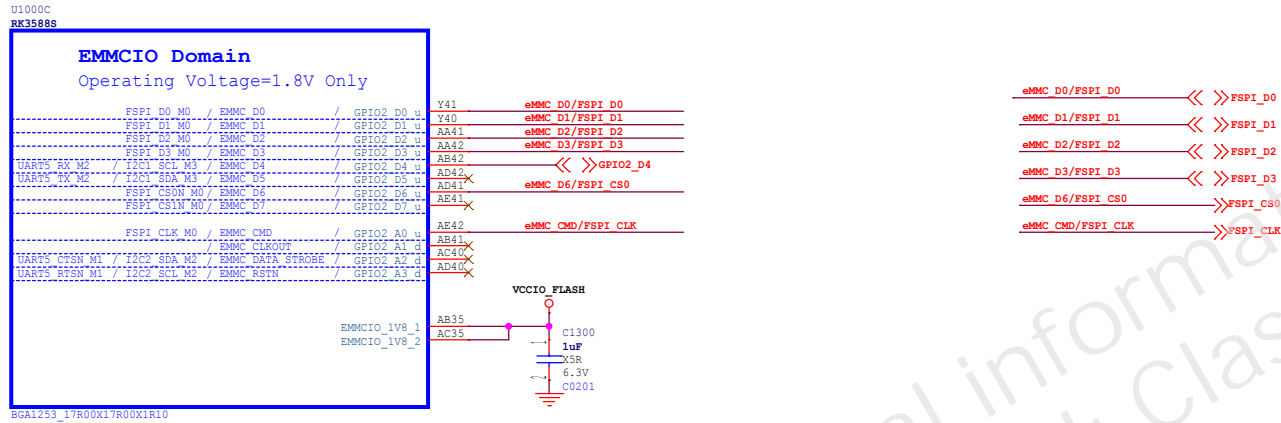 U1000C
RK3588S
EMMCIO Domain
Operating Voltage=1.8V Only
FSPI_D0_M0 / EMMC_D0 / GPIO2_D0_u Y41 eMMC_D0/FSPI_D0
FSPI_D1_M0 / EMMC_D1 / GPIO2_D1_u Y40 eMMC_D1/FSPI_D1
FSPI_D2_M0 / EMMC_D2 / GPIO2_D2_u AA41 eMMC_D2/FSPI_D2
FSPI_D3_M0 / EMMC_D3 / GPIO2_D3_u AA42 eMMC_D3/FSPI_D3
UART5_RX_M2 / I2C1_SCL_M3 / EMMC_D4 / GPIO2_D4_u AB42 GPIO2_D4
UART5_TX_M2 / I2C1_SDA_M3 / EMMC_D5 / GPIO2_D5_u AD42
FSPI_CS0N_M0/ EMMC_D6 / GPIO2_D6_u AD41 eMMC_D6/FSPI_CS0
FSPI_CS1N_M0/ EMMC_D7 / GPIO2_D7_u AE41
FSPI_CLK_M0 / EMMC_CMD / GPIO2_A0_u AE42 eMMC_CMD/FSPI_CLK
/ EMMC_CLKOUT / GPIO2_A1_d AB41
UART5_CTSN_M1 / I2C2_SDA_M2 / EMMC_DATA_STROBE / GPIO2_A2_d AC40
UART5_RTSN_M1 / I2C2_SCL_M2 / EMMC_RSTN / GPIO2_A3_d AD40
EMMCIO_1V8_1 AB35
EMMCIO_1V8_2 AC35
VCCIO_FLASH
1
C1300
1uF
X5R
6.3V
2
C0201
BGA1253_17R00X17R00X1R10
eMMC_D0/FSPI_D0 FSPI_D0
eMMC_D1/FSPI_D1 FSPI_D1
eMMC_D2/FSPI_D2 FSPI_D2
eMMC_D3/FSPI_D3 FSPI_D3
eMMC_D6/FSPI_CS0 FSPI_CS0
eMMC_CMD/FSPI_CLK FSPI_CLK